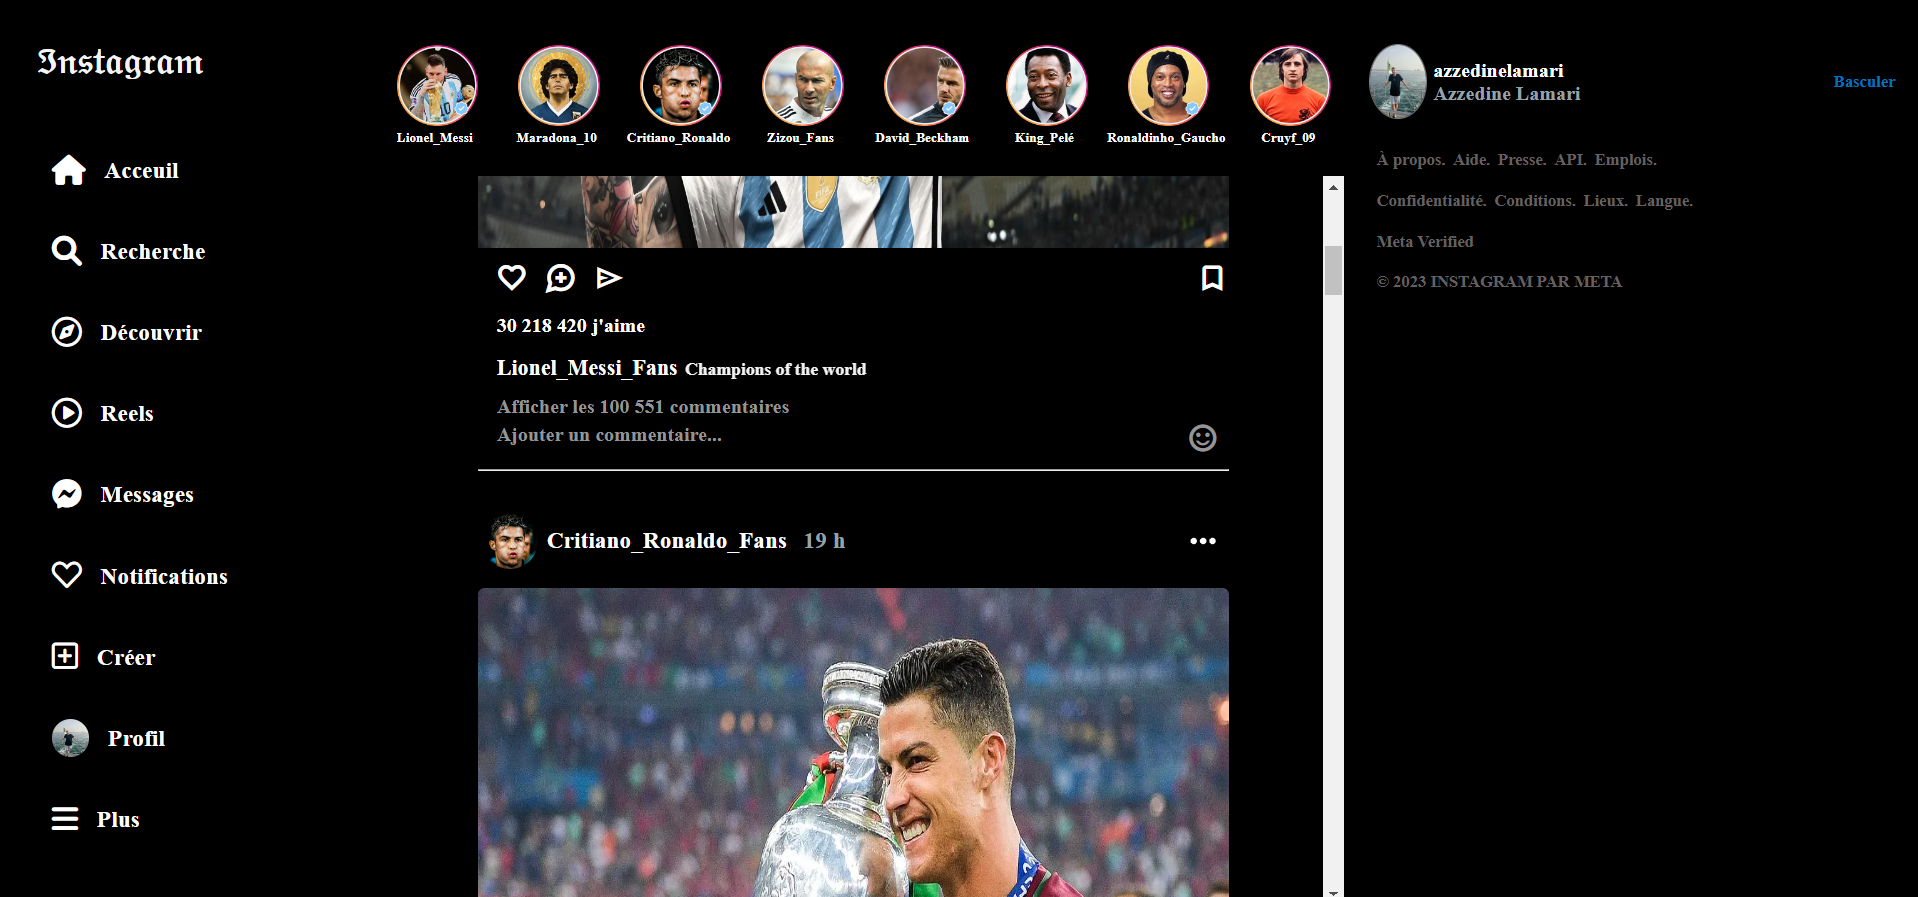 Instagram
Acceuil
Recherche
Découvrir
Reels
Messages
Notifications
Créer
Profil
Plus
Lionel_Messi
Maradona_10
Critiano_Ronaldo
Zizou_Fans
David_Beckham
King_Pelé
Ronaldinho_Gaucho
Cruyf_09
30 218 420 j'aime
Lionel_Messi_Fans Champions of the world
Afficher les 100 551 commentaires
Ajouter un commentaire...
Critiano_Ronaldo_Fans 19 h
azzedinelamari
Azzedine Lamari
Basculer
À propos. Aide. Presse. API. Emplois.
Confidentialité. Conditions. Lieux. Langue.
Meta Verified
© 2023 INSTAGRAM PAR META